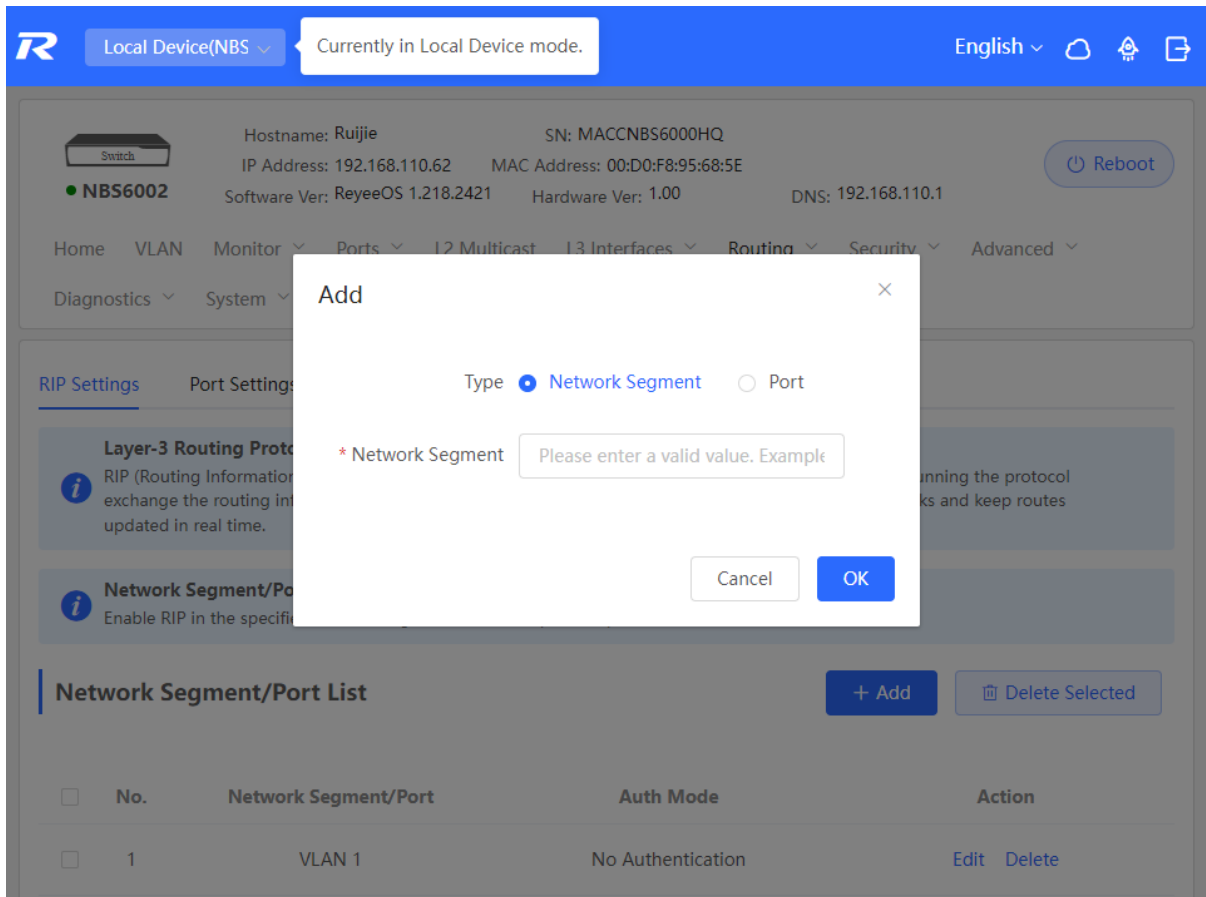 Local Device(NBS
Currently in Local Device mode.
English
Switch
NBS6002
Hostname: Ruijie
SN: MACCNBS6000HQ
IP Address: 192.168.110.62
MAC Address: 00:D0:F8:95:68:5E
Software Ver: ReyeeOS 1.218.2421
Hardware Ver: 1.00
DNS: 192.168.110.1
Reboot
Home VLAN Monitor Ports L2 Multicast L3 Interfaces Routing Security Advanced
Diagnostics System
Add
Type Network Segment Port
* Network Segment Please enter a valid value. Example
Cancel OK
RIP Settings Port Settings
Layer-3 Routing Proto
RIP (Routing Information unning the protocol
exchange the routing inf ks and keep routes
updated in real time.
Network Segment/Po
Enable RIP in the specifi
Network Segment/Port List
+ Add Delete Selected
No. Network Segment/Port Auth Mode Action
1 VLAN 1 No Authentication Edit Delete